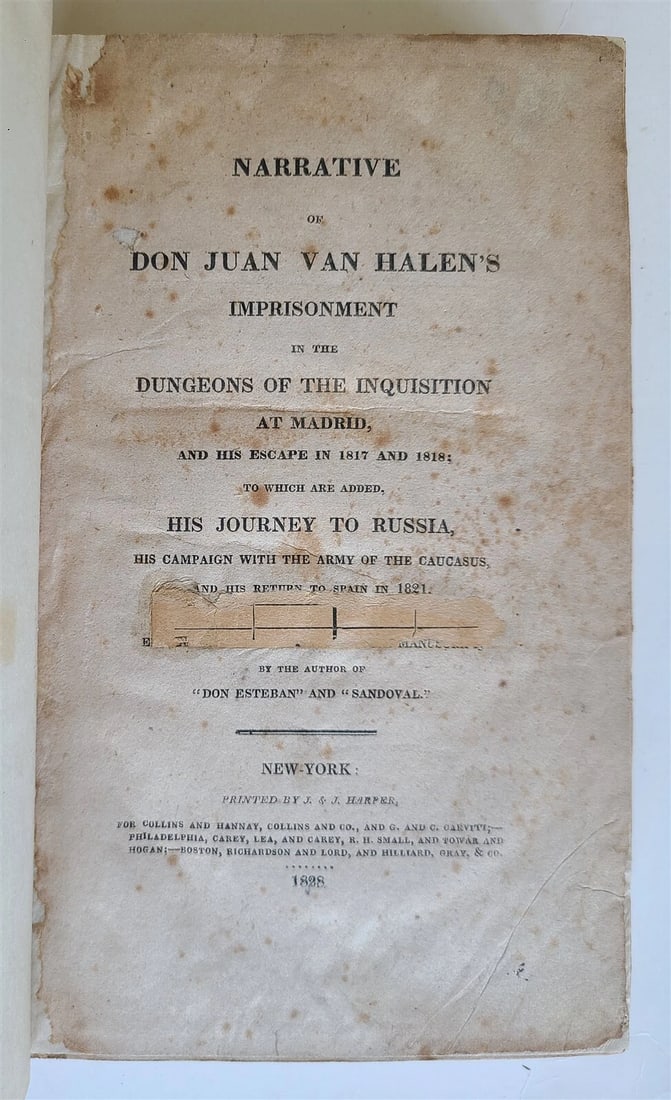 NARRATIVE
OF
DON JUAN VAN HALEN'S
IMPRISONMENT
IN THE
DUNGEONS OF THE INQUISITION
AT MADRID,
AND HIS ESCAPE IN 1817 AND 1818;
TO WHICH ARE ADDED,
HIS JOURNEY TO RUSSIA,
HIS CAMPAIGN WITH THE ARMY OF THE CAUCASUS,
AND HIS RETURN TO SPAIN IN 1821.
BY THE AUTHOR OF
"DON ESTEBAN" AND "SANDOVAL."
NEW-YORK:
PRINTED BY J. & J. HARPER,
FOR COLLINS AND HANNAY, COLLINS AND CO., AND G. AND C. CARVILL;—
PHILADELPHIA, CAREY, LEA, AND CAREY, R. H. SMALL, AND TOWAR AND
HOGAN;—BOSTON, RICHARDSON AND LORD, AND HILLIARD, GRAY, & CO.
1828